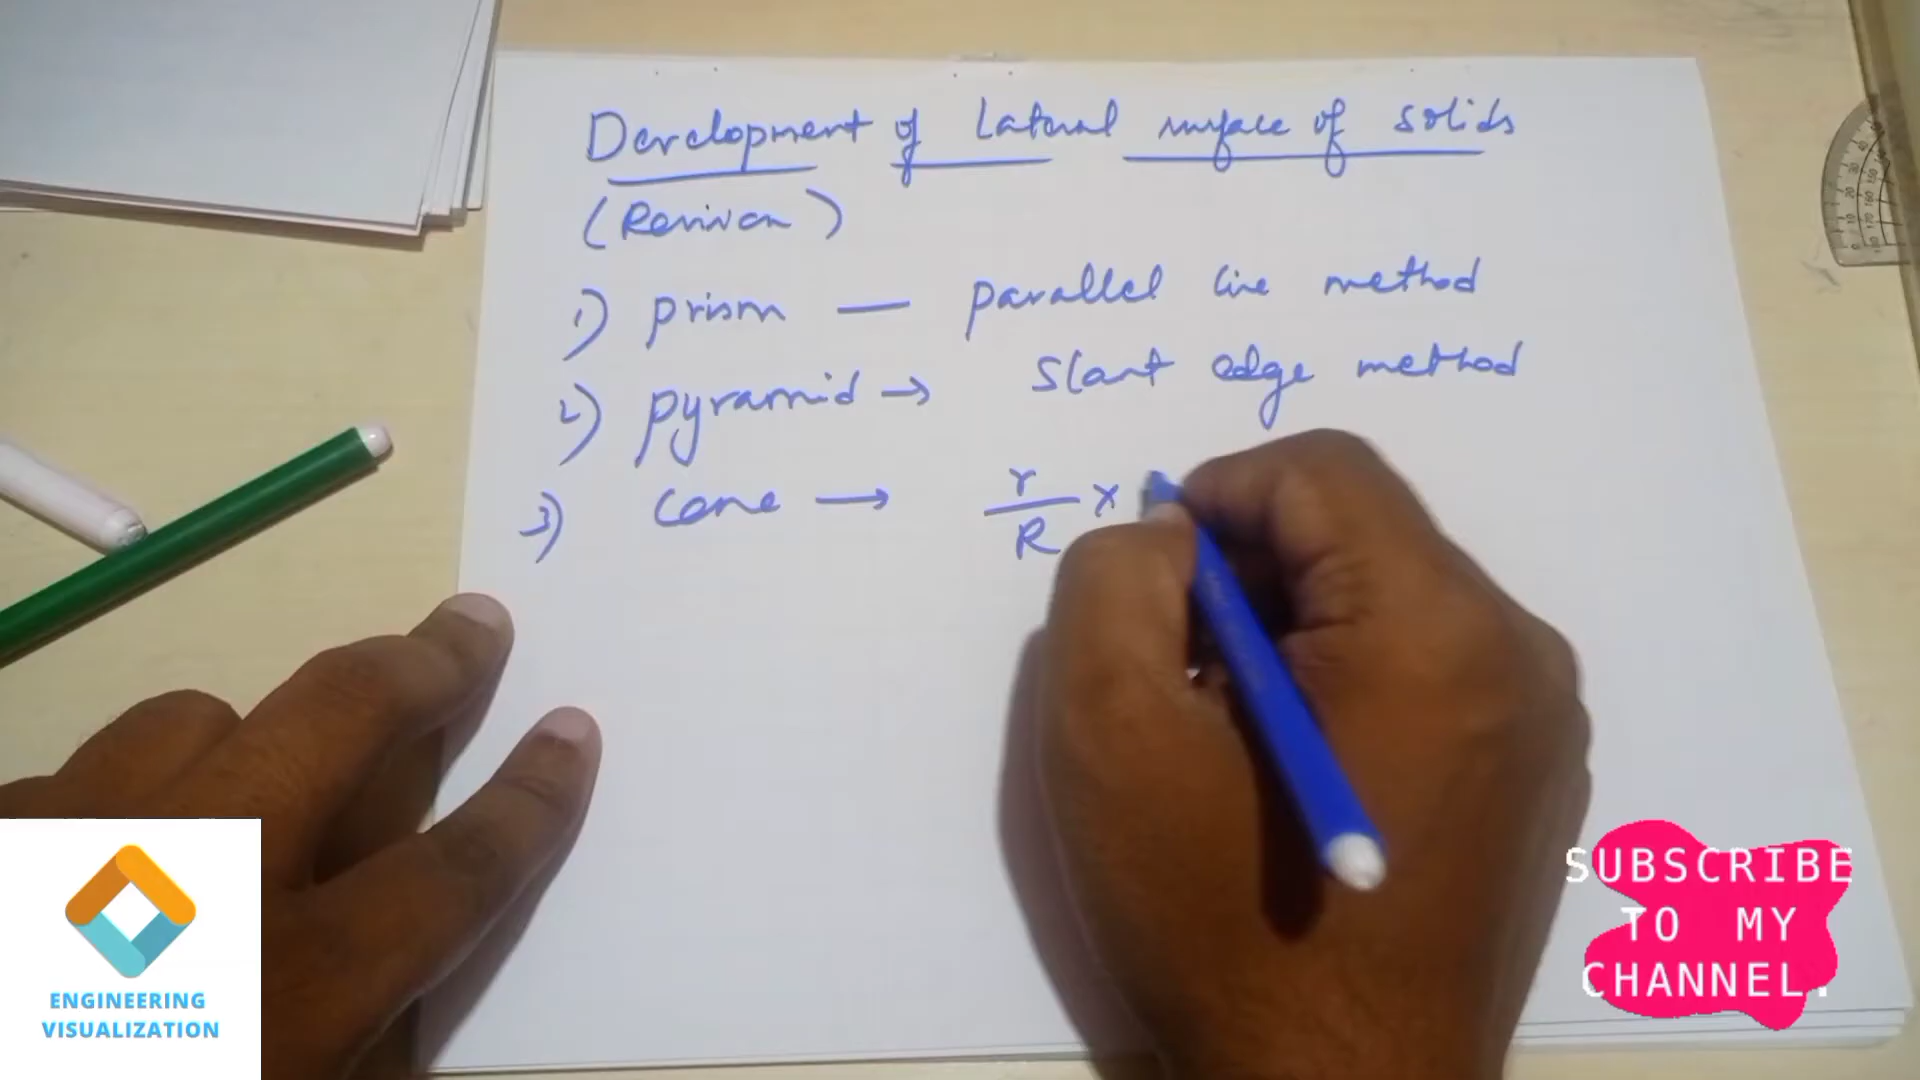 Development of Lateral surface of solids
(Revision)
1) prism — parallel line method
2) pyramid → slant edge method
3) cone → r/R x
ENGINEERING
VISUALIZATION
SUBSCRIBE
TO MY
CHANNEL.